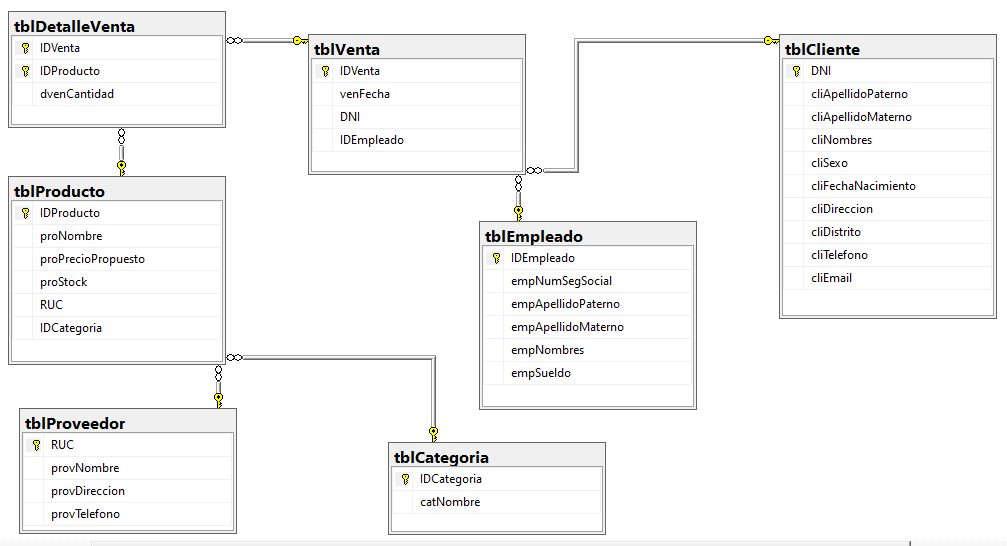 tblDetalleVenta
IDVenta
IDProducto
dvenCantidad
tblVenta
IDVenta
venFecha
DNI
IDEmpleado
tblCliente
DNI
cliApellidoPaterno
cliApellidoMaterno
cliNombres
cliSexo
cliFechaNacimiento
cliDireccion
cliDistrito
cliTelefono
cliEmail
tblProducto
IDProducto
proNombre
proPrecioPropuesto
proStock
RUC
IDCategoria
tblEmpleado
IDEmpleado
empNumSegSocial
empApellidoPaterno
empApellidoMaterno
empNombres
empSueldo
tblProveedor
RUC
provNombre
provDireccion
provTelefono
tblCategoria
IDCategoria
catNombre